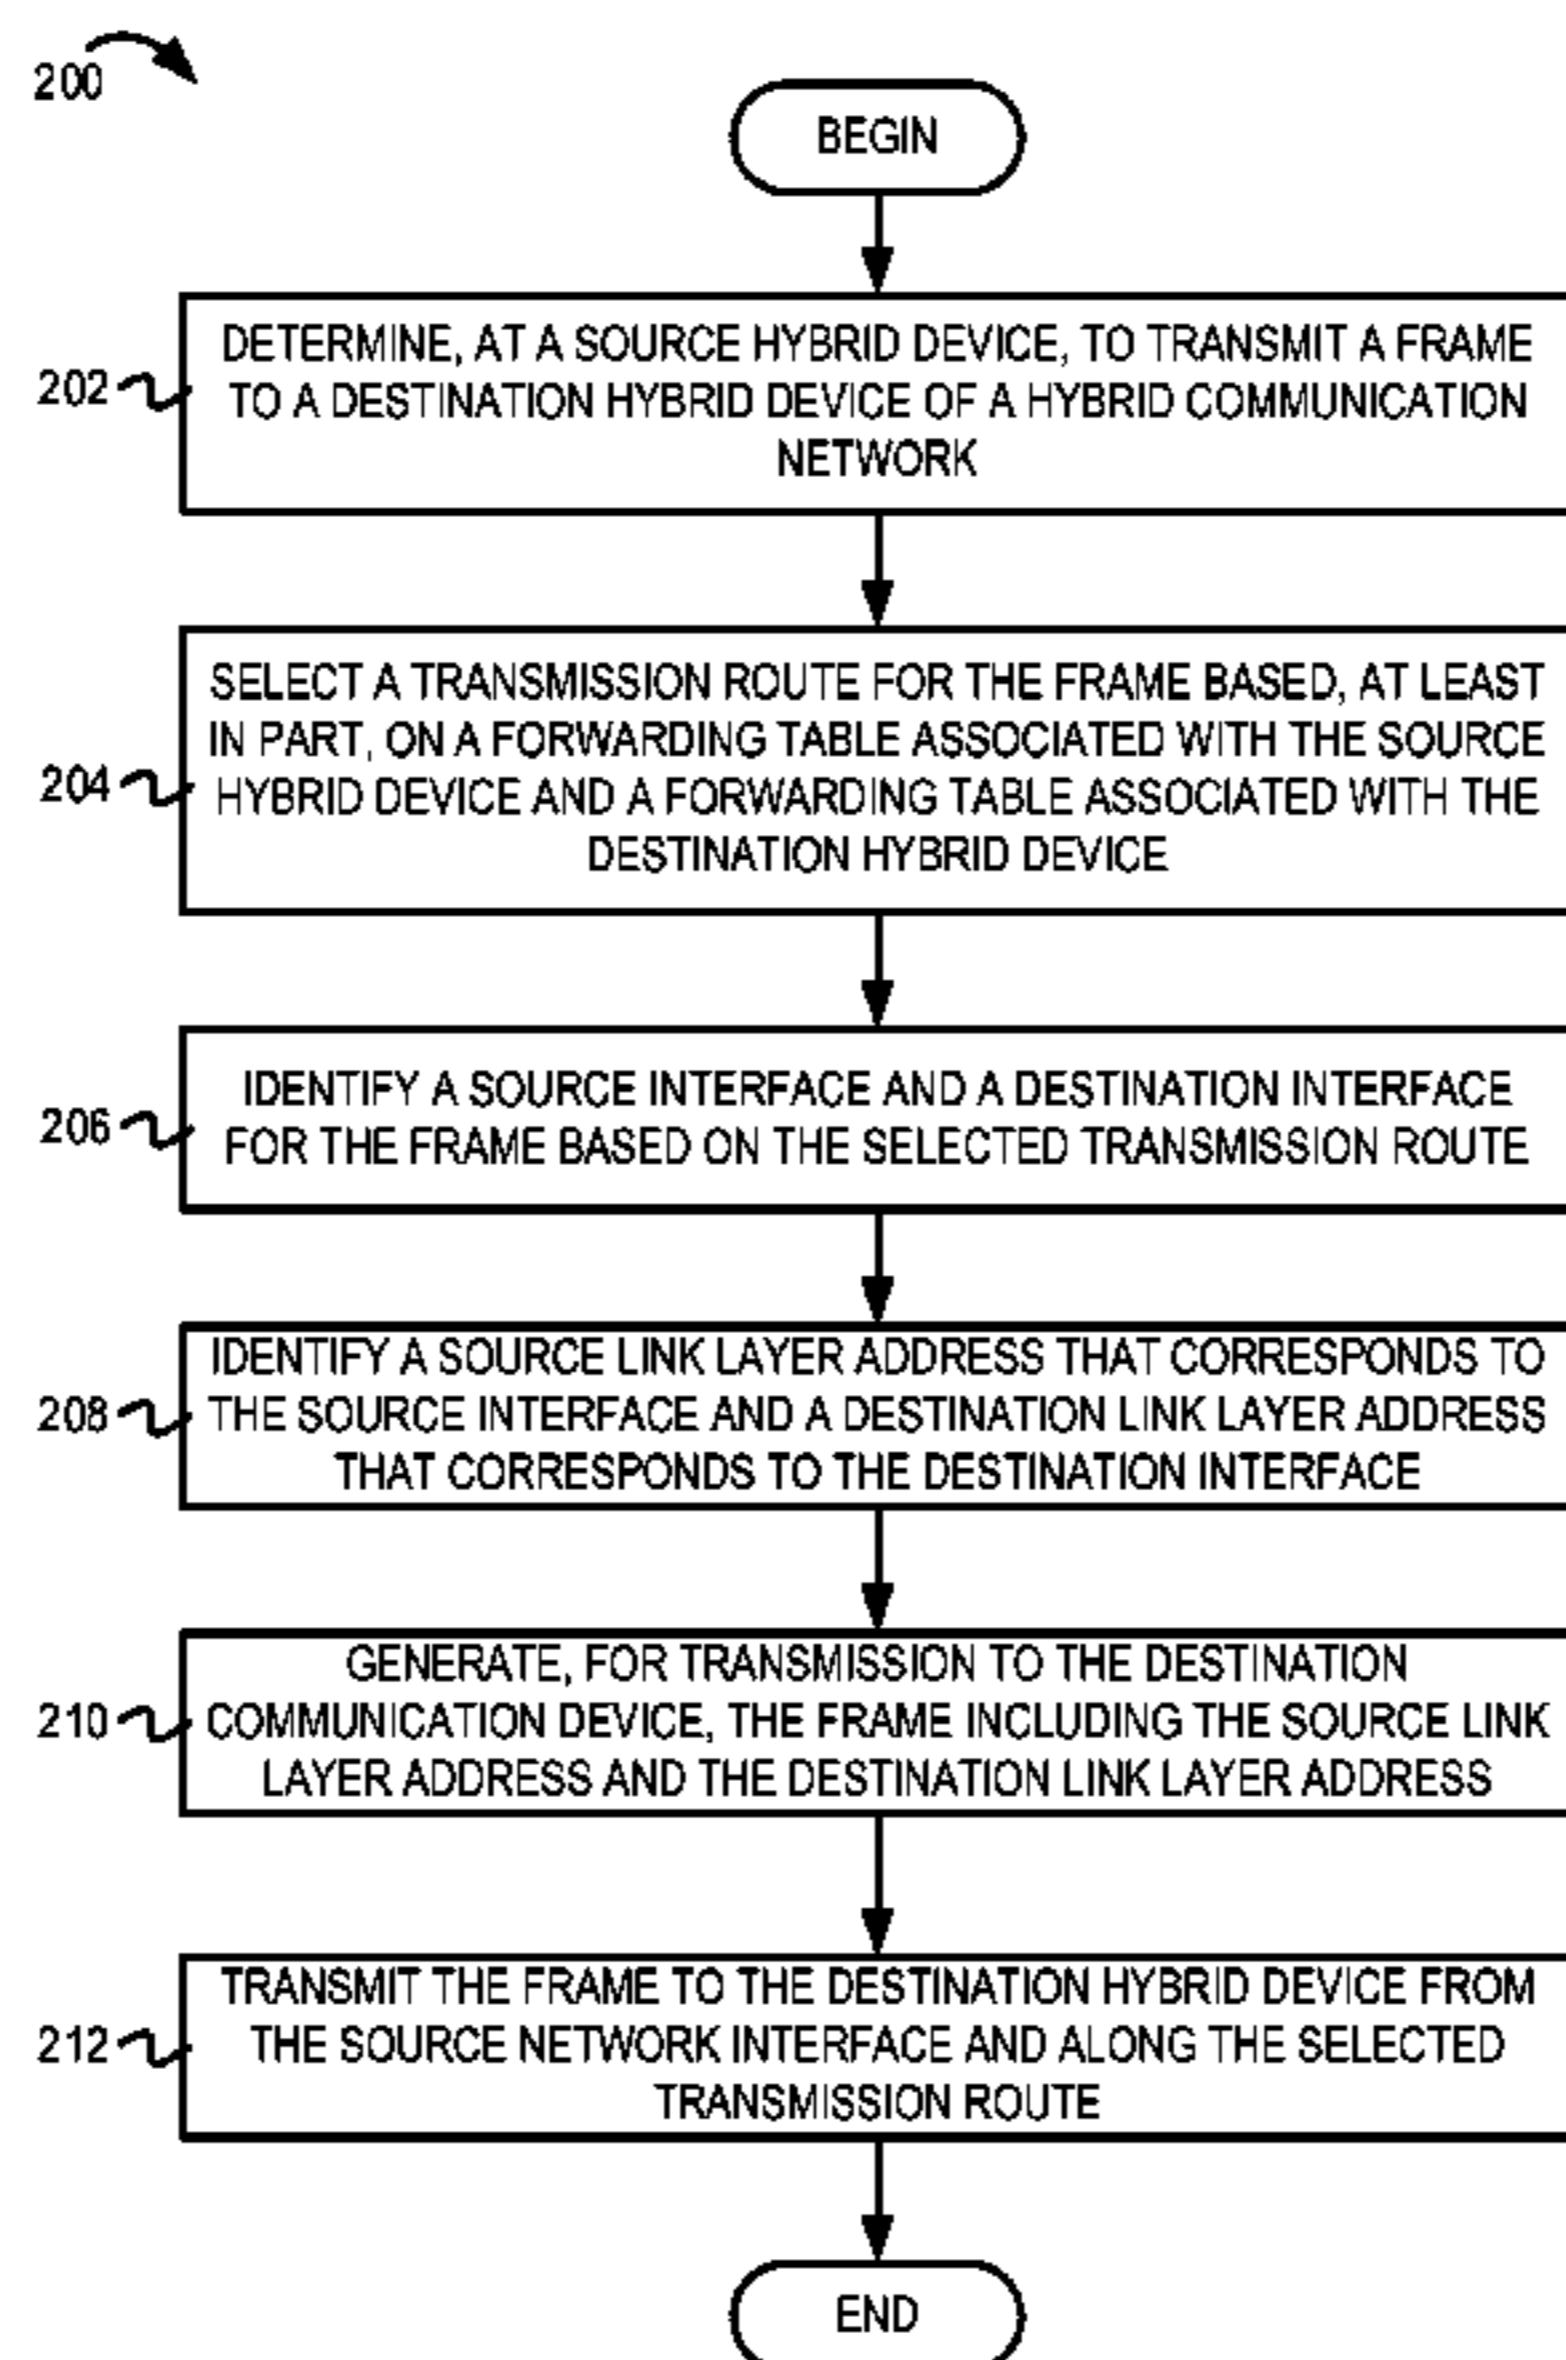 200
BEGIN
202
DETERMINE, AT A SOURCE HYBRID DEVICE, TO TRANSMIT A FRAME
TO A DESTINATION HYBRID DEVICE OF A HYBRID COMMUNICATION
NETWORK
204
SELECT A TRANSMISSION ROUTE FOR THE FRAME BASED, AT LEAST
IN PART, ON A FORWARDING TABLE ASSOCIATED WITH THE SOURCE
HYBRID DEVICE AND A FORWARDING TABLE ASSOCIATED WITH THE
DESTINATION HYBRID DEVICE
206
IDENTIFY A SOURCE INTERFACE AND A DESTINATION INTERFACE
FOR THE FRAME BASED ON THE SELECTED TRANSMISSION ROUTE
208
IDENTIFY A SOURCE LINK LAYER ADDRESS THAT CORRESPONDS TO
THE SOURCE INTERFACE AND A DESTINATION LINK LAYER ADDRESS
THAT CORRESPONDS TO THE DESTINATION INTERFACE
210
GENERATE, FOR TRANSMISSION TO THE DESTINATION
COMMUNICATION DEVICE, THE FRAME INCLUDING THE SOURCE LINK
LAYER ADDRESS AND THE DESTINATION LINK LAYER ADDRESS
212
TRANSMIT THE FRAME TO THE DESTINATION HYBRID DEVICE FROM
THE SOURCE NETWORK INTERFACE AND ALONG THE SELECTED
TRANSMISSION ROUTE
END